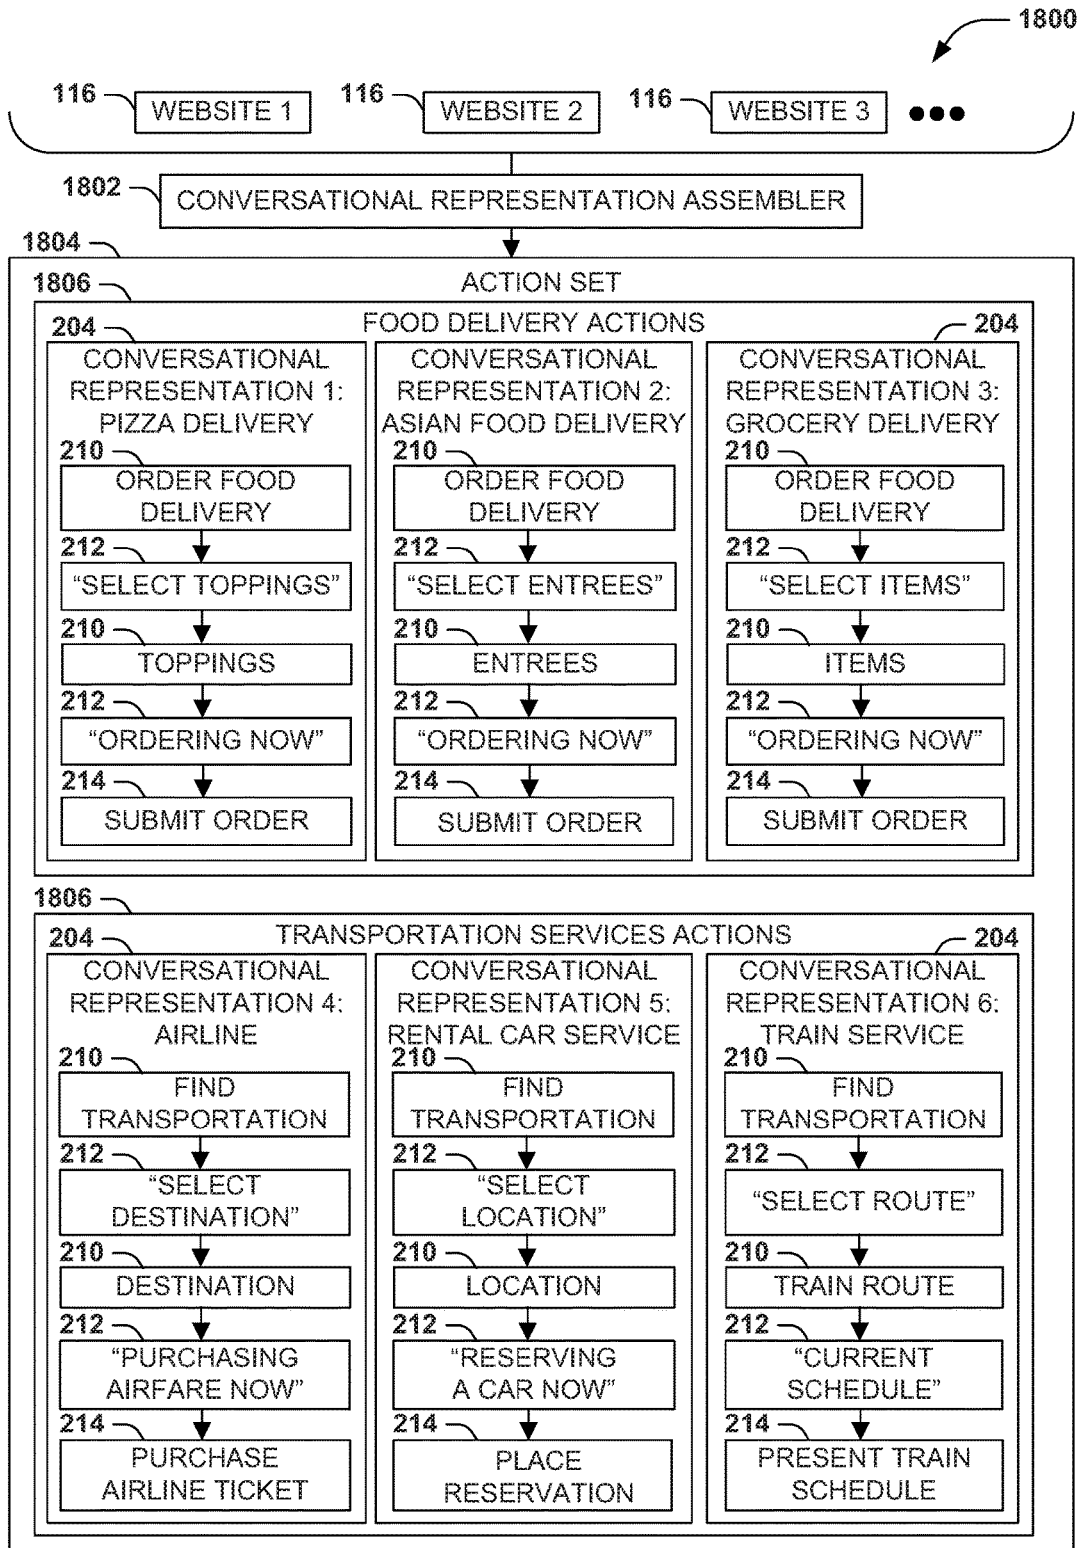 1800
116 WEBSITE 1 116 WEBSITE 2 116 WEBSITE 3
1802
CONVERSATIONAL REPRESENTATION ASSEMBLER
1804
ACTION SET
1806
FOOD DELIVERY ACTIONS
204
CONVERSATIONAL
REPRESENTATION 1:
PIZZA DELIVERY
210
ORDER FOOD
DELIVERY
212
“SELECT TOPPINGS”
210
TOPPINGS
212
“ORDERING NOW”
214
SUBMIT ORDER
CONVERSATIONAL
REPRESENTATION 2:
ASIAN FOOD DELIVERY
210
ORDER FOOD
DELIVERY
212
“SELECT ENTREES”
210
ENTREES
212
“ORDERING NOW”
214
SUBMIT ORDER
204
CONVERSATIONAL
REPRESENTATION 3:
GROCERY DELIVERY
210
ORDER FOOD
DELIVERY
212
“SELECT ITEMS”
210
ITEMS
212
“ORDERING NOW”
214
SUBMIT ORDER
1806
TRANSPORTATION SERVICES ACTIONS
204
CONVERSATIONAL
REPRESENTATION 4:
AIRLINE
210
FIND
TRANSPORTATION
212
“SELECT
DESTINATION”
210
DESTINATION
212
“PURCHASING
AIRFARE NOW”
214
PURCHASE
AIRLINE TICKET
CONVERSATIONAL
REPRESENTATION 5:
RENTAL CAR SERVICE
210
FIND
TRANSPORTATION
212
“SELECT
LOCATION”
210
LOCATION
212
“RESERVING
A CAR NOW”
214
PLACE
RESERVATION
204
CONVERSATIONAL
REPRESENTATION 6:
TRAIN SERVICE
210
FIND
TRANSPORTATION
212
“SELECT ROUTE”
210
TRAIN ROUTE
212
“CURRENT
SCHEDULE”
214
PRESENT TRAIN
SCHEDULE